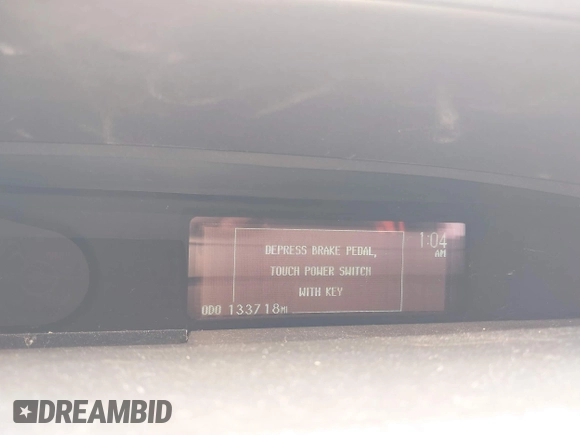 DEPRESS BRAKE PEDAL,
TOUCH POWER SWITCH
WITH KEY
1:04
AM
ODO 133718MI
DREAMBID